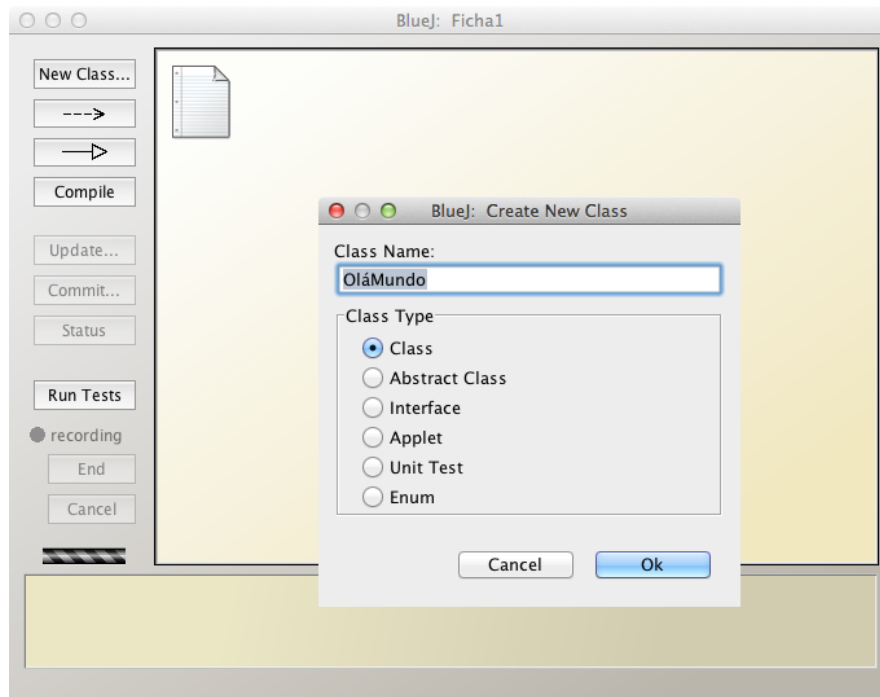 BlueJ: Ficha1
New Class...
Compile
Update...
Commit...
Status
Run Tests
recording
End
Cancel
BlueJ: Create New Class
Class Name:
OláMundo
Class Type
Class
Abstract Class
Interface
Applet
Unit Test
Enum
Cancel
Ok